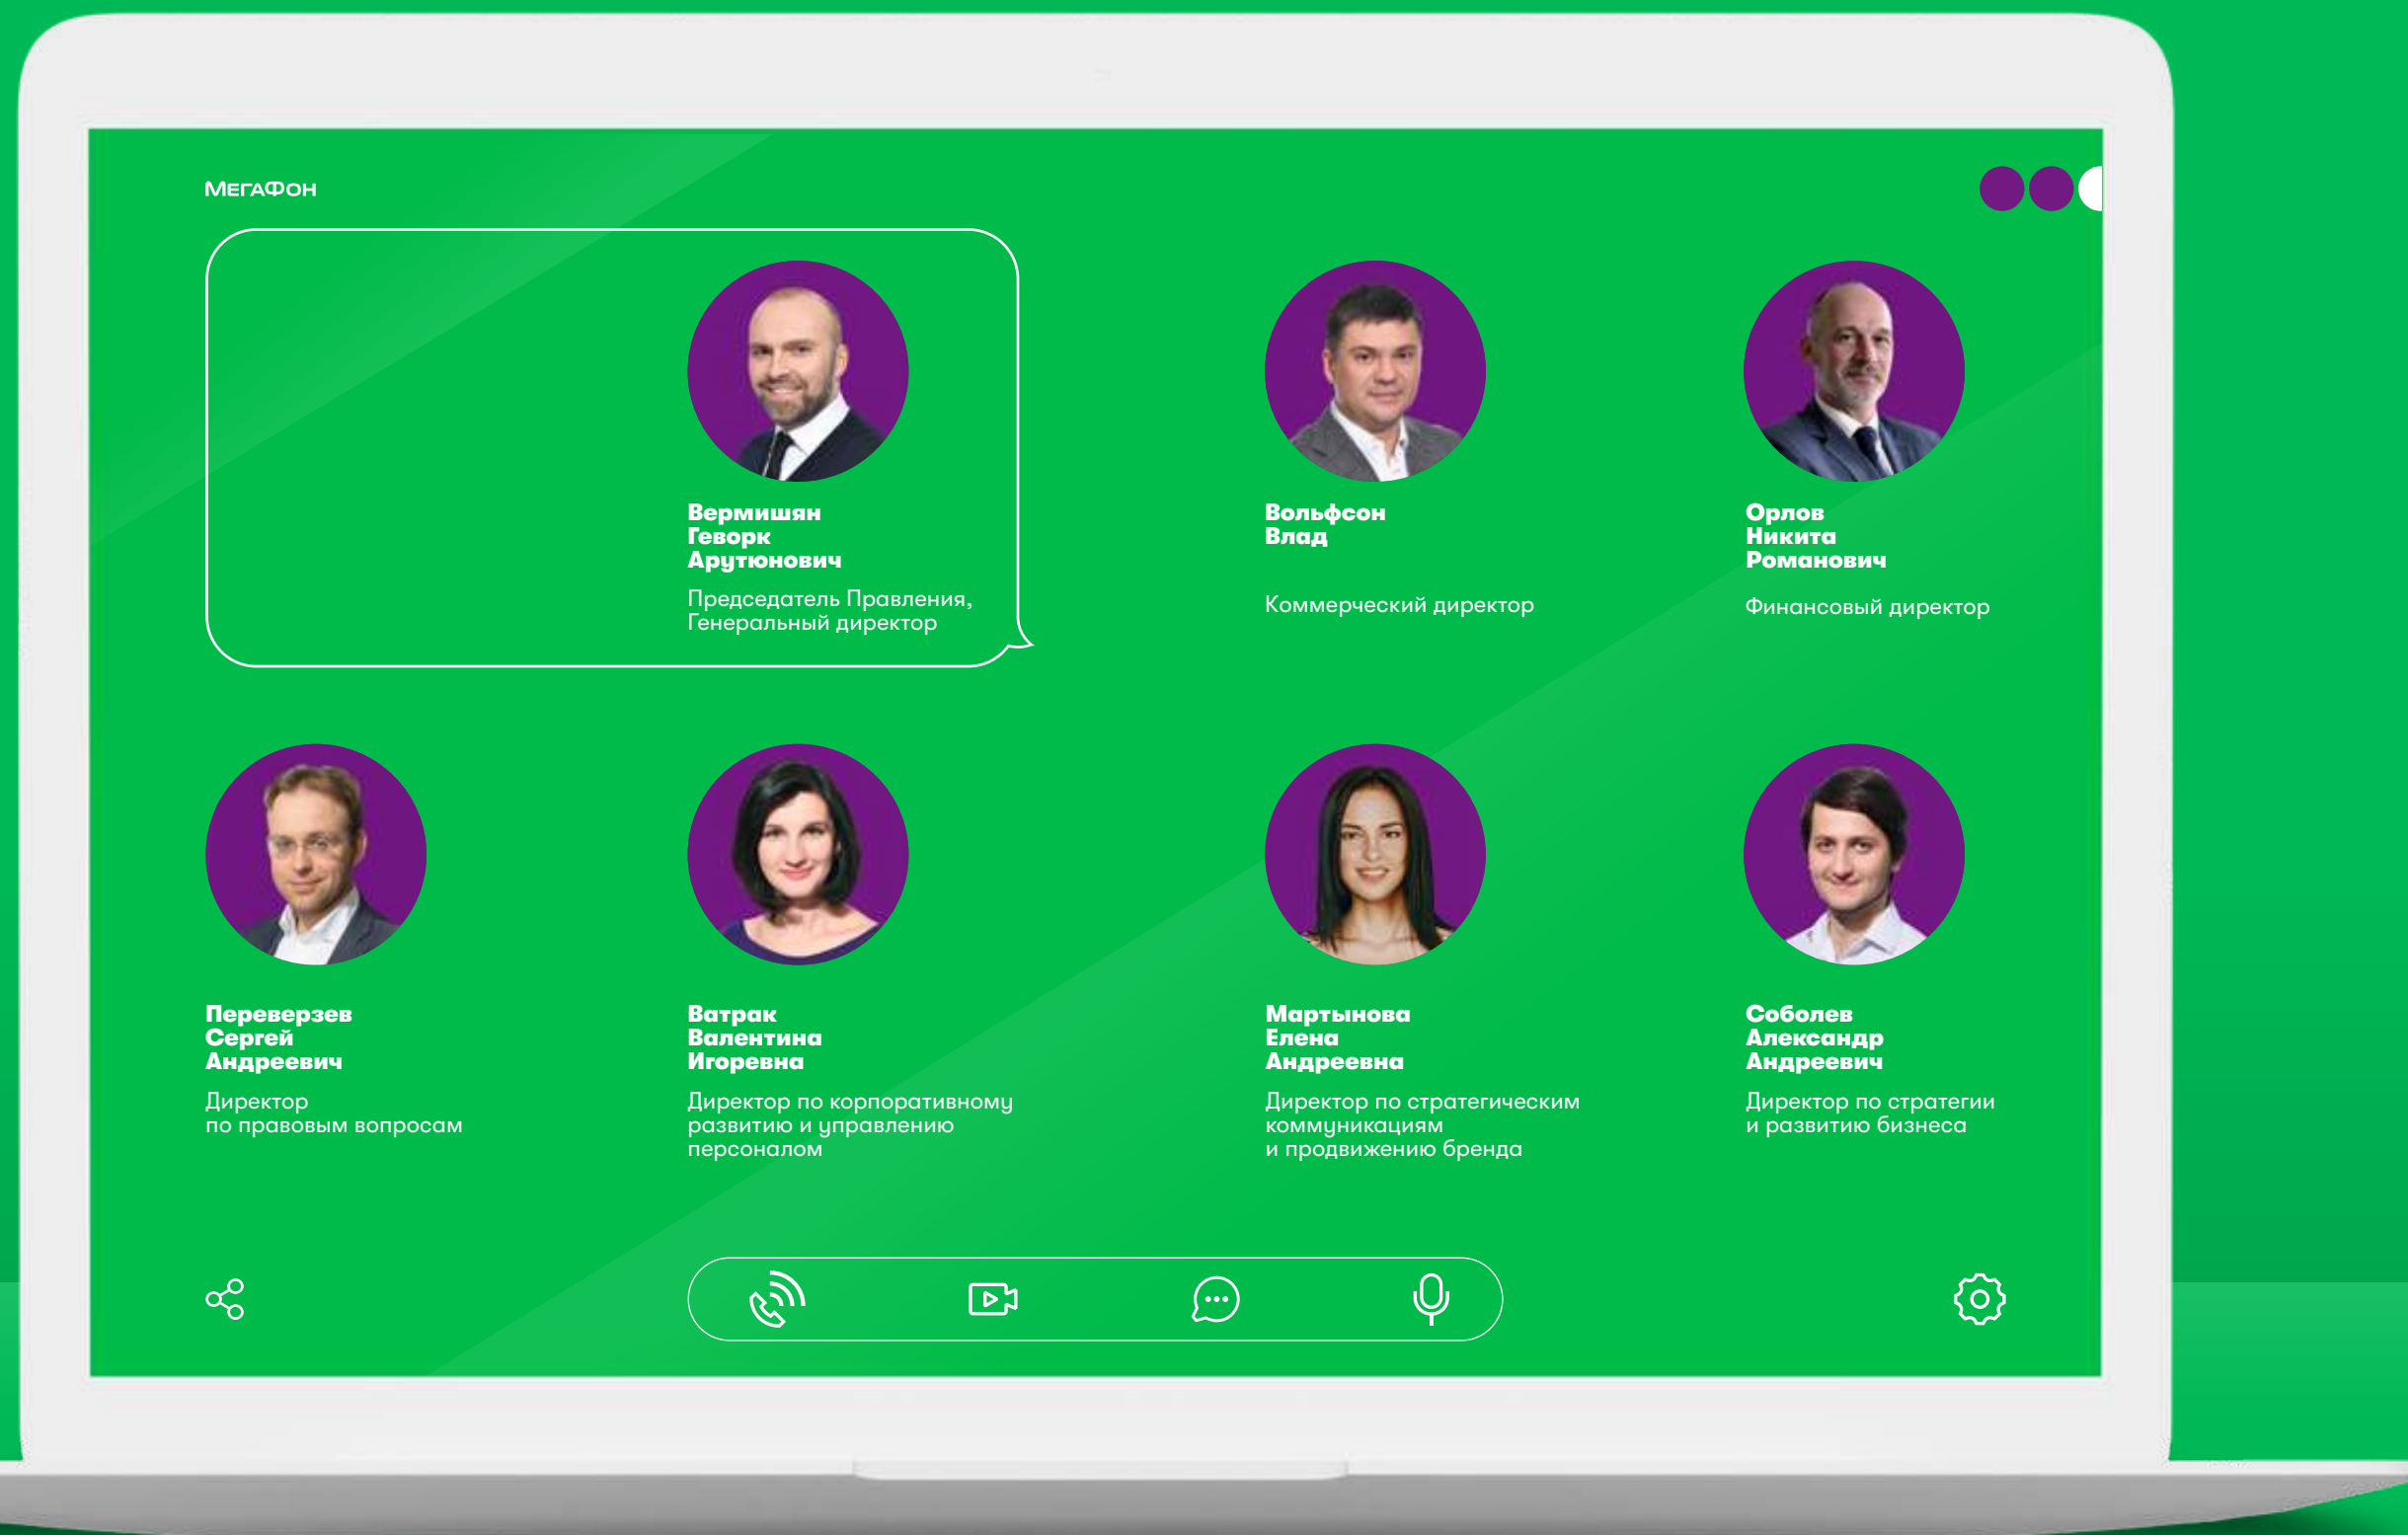 МЕГАФОН
Вермишян
Геворк
Арутюнович
Председатель Правления,
Генеральный директор
Вольфсон
Влад
Коммерческий директор
Орлов
Никита
Романович
Финансовый директор
Переверзев
Сергей
Андреевич
Директор
по правовым вопросам
Ватрак
Валентина
Игоревна
Директор по корпоративному
развитию и управлению
персоналом
Мартынова
Елена
Андреевна
Директор по стратегическим
коммуникациям
и продвижению бренда
Соболев
Александр
Андреевич
Директор по стратегии
и развитию бизнеса